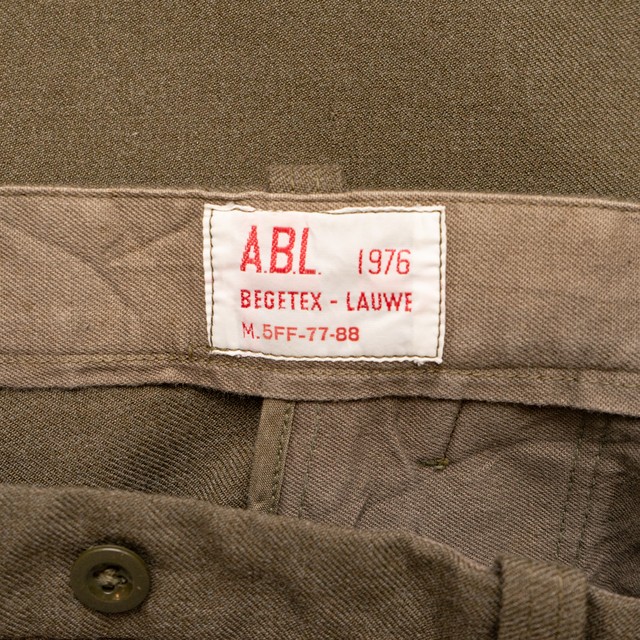 A.B.L. 1976
BEGETEX - LAUWE
M.5FF-77-88